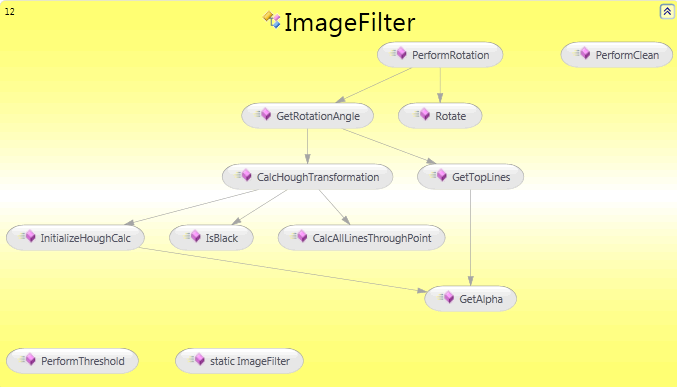 12
ImageFilter
PerformRotation
PerformClean
GetRotationAngle
Rotate
CalcHoughTransformation
GetTopLines
InitializeHoughCalc
IsBlack
CalcAllLinesThroughPoint
GetAlpha
PerformThreshold
static ImageFilter